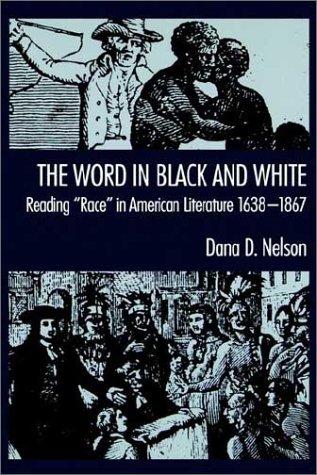 THE WORD IN BLACK AND WHITE
Reading “Race” in American Literature 1638–1867
Dana D. Nelson